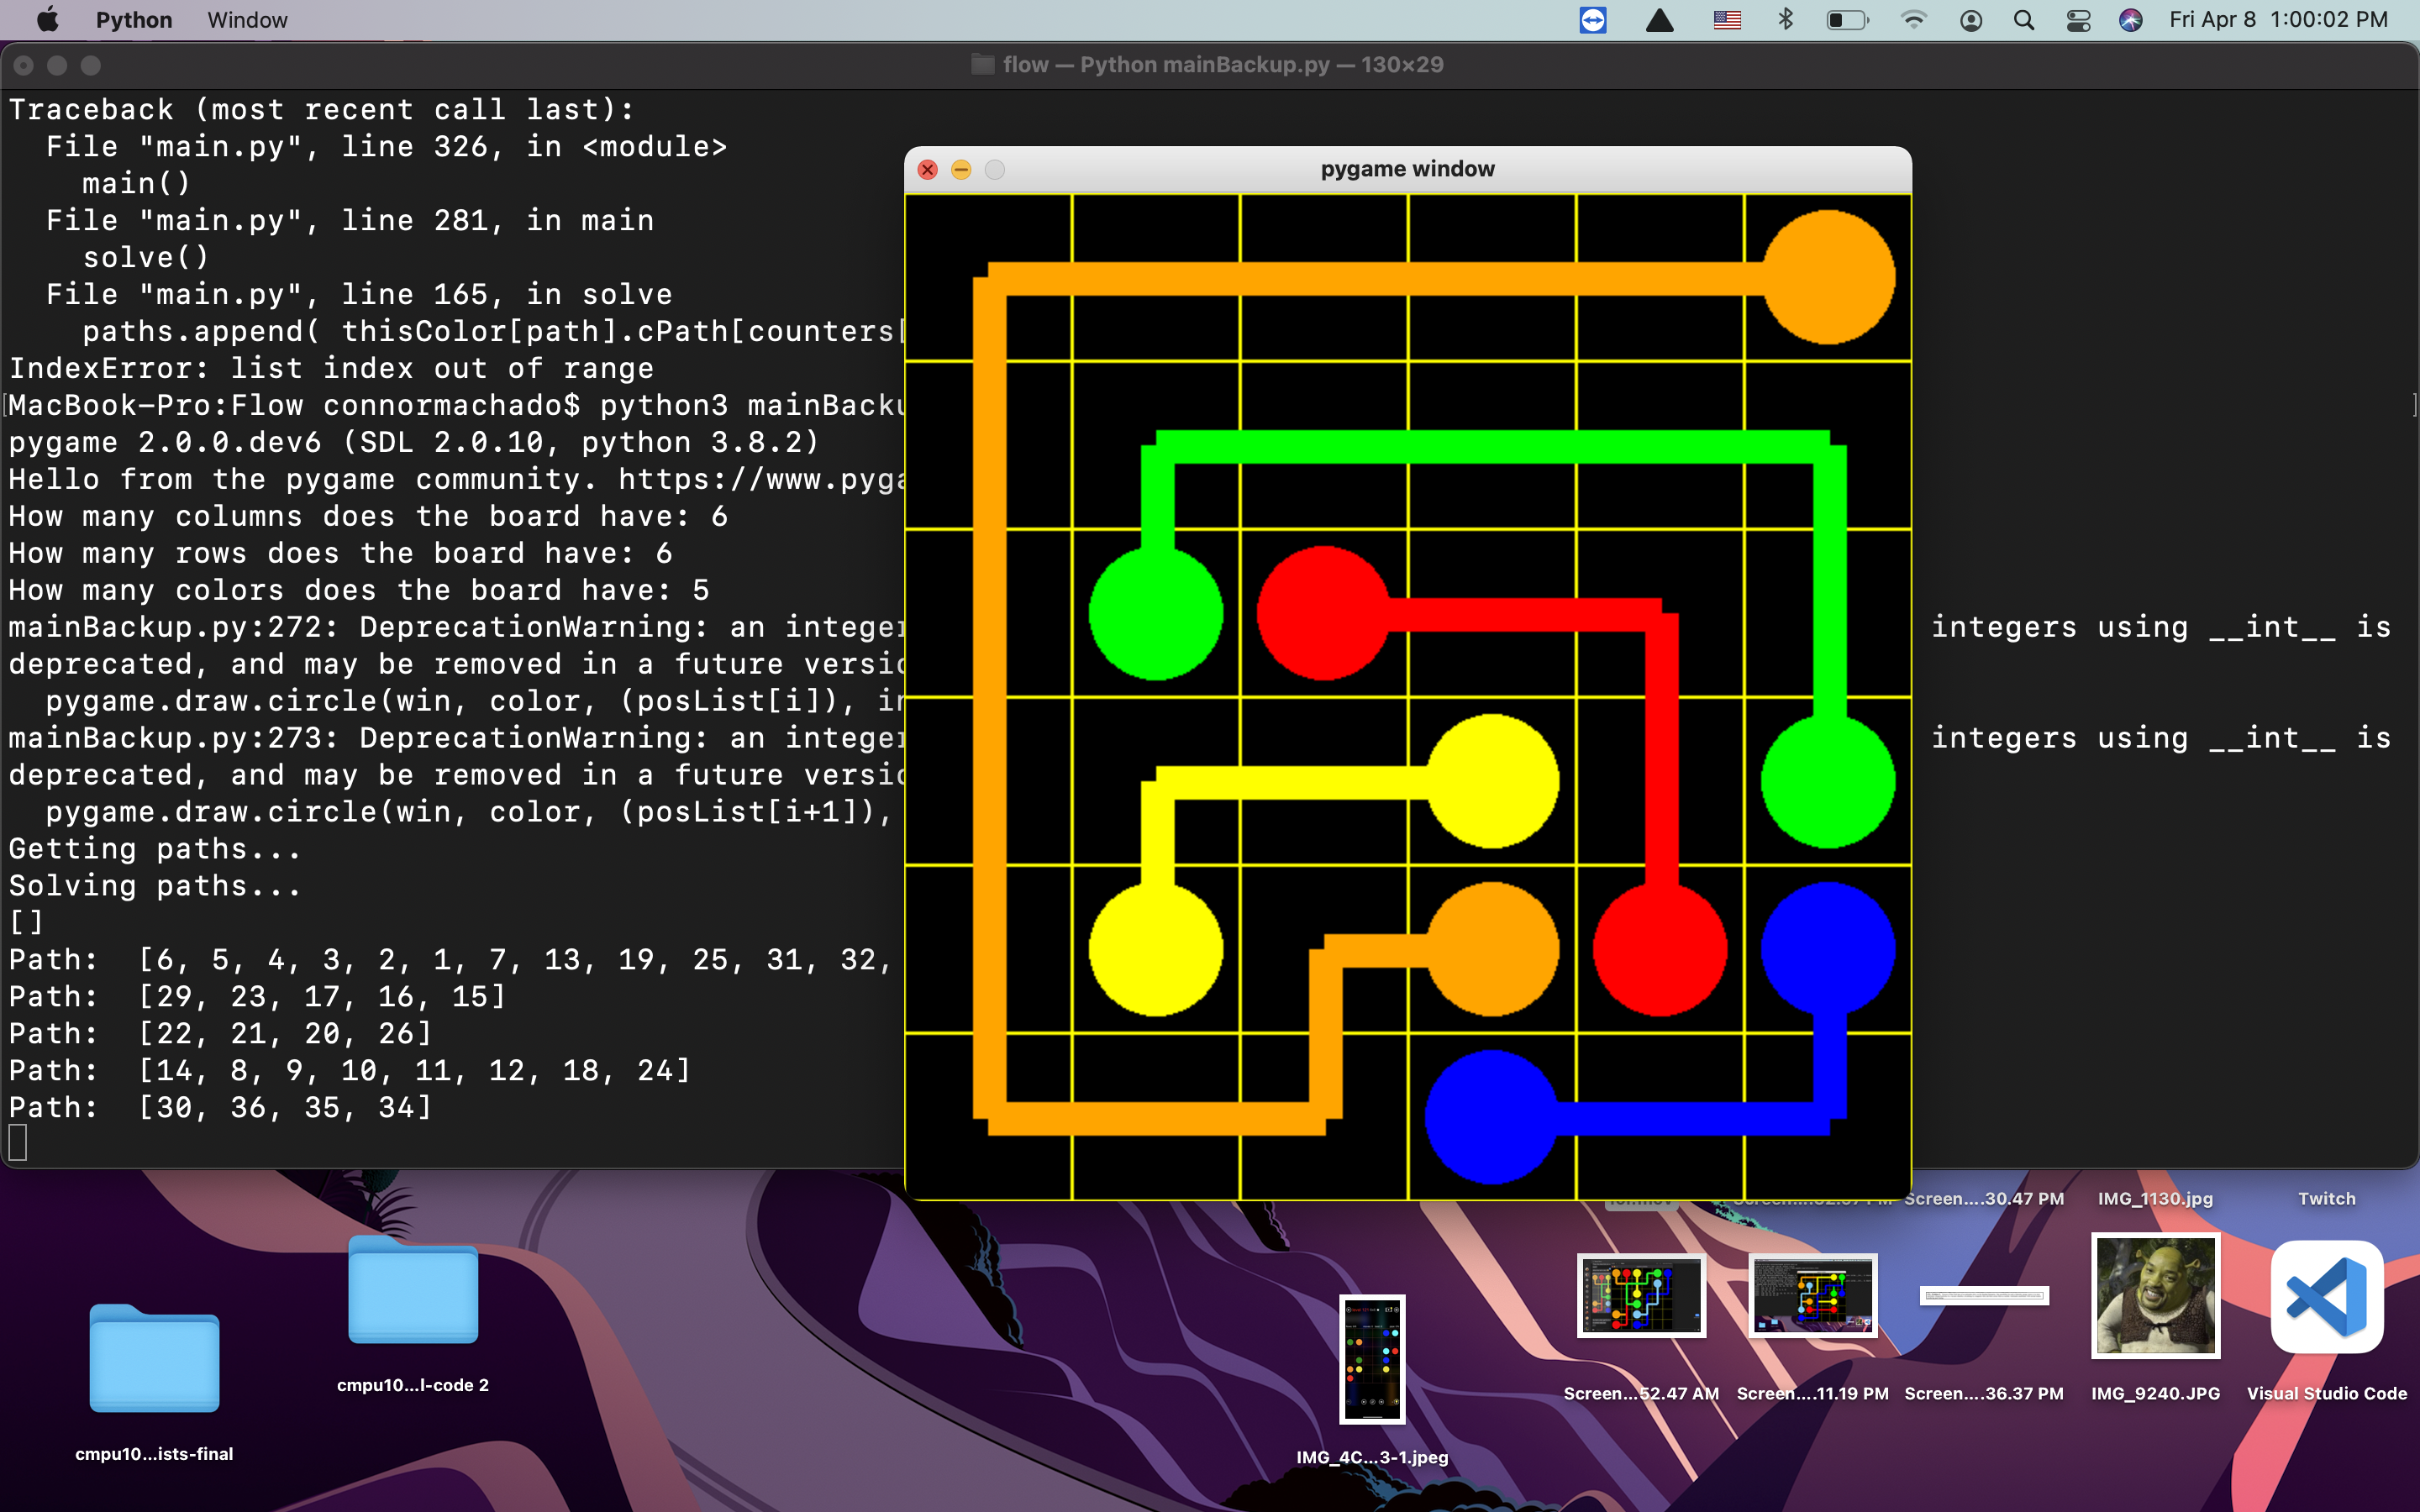 Python Window Fri Apr 8 1:00:02 PM
flow — Python mainBackup.py — 130×29
Traceback (most recent call last):
File "main.py", line 326, in <module>
main()
File "main.py", line 281, in main
solve()
File "main.py", line 165, in solve
paths.append( thisColor[path].cPath[counters[
IndexError: list index out of range
[MacBook-Pro:Flow connormachado$ python3 mainBacku ]
pygame 2.0.0.dev6 (SDL 2.0.10, python 3.8.2)
Hello from the pygame community. https://www.pyga
How many columns does the board have: 6
How many rows does the board have: 6
How many colors does the board have: 5
mainBackup.py:272: DeprecationWarning: an integer integers using __int__ is
deprecated, and may be removed in a future versio
pygame.draw.circle(win, color, (posList[i]), in
mainBackup.py:273: DeprecationWarning: an integer integers using __int__ is
deprecated, and may be removed in a future versio
pygame.draw.circle(win, color, (posList[i+1]),
Getting paths...
Solving paths...
[]
Path:  [6, 5, 4, 3, 2, 1, 7, 13, 19, 25, 31, 32,
Path:  [29, 23, 17, 16, 15]
Path:  [22, 21, 20, 26]
Path:  [14, 8, 9, 10, 11, 12, 18, 24]
Path:  [30, 36, 35, 34]
pygame window
Screen....30.47 PM
IMG_1130.jpg
Twitch
cmpu10...l-code 2
cmpu10...ists-final
IMG_4C...3-1.jpeg
Screen...52.47 AM
Screen....11.19 PM
Screen....36.37 PM
IMG_9240.JPG
Visual Studio Code